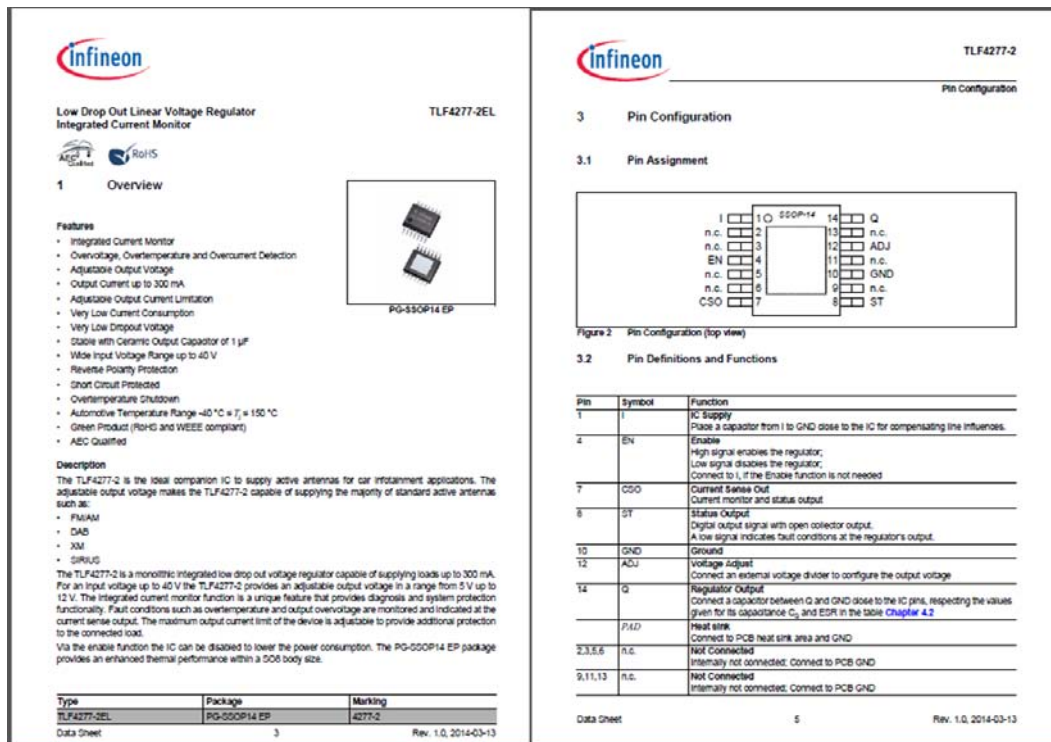 infineon
Low Drop Out Linear Voltage Regulator
Integrated Current Monitor
TLF4277-2EL
AEC
Qualified
RoHS
1 Overview
Features
• Integrated Current Monitor
• Overvoltage, Overtemperature and Overcurrent Detection
• Adjustable Output Voltage
• Output Current up to 300 mA
• Adjustable Output Current Limitation
• Very Low Current Consumption
• Very Low Dropout Voltage
• Stable with Ceramic Output Capacitor of 1 µF
• Wide Input Voltage Range up to 40 V
• Reverse Polarity Protection
• Short Circuit Protected
• Overtemperature Shutdown
• Automotive Temperature Range -40 °C ≤ Tj ≤ 150 °C
• Green Product (RoHS and WEEE compliant)
• AEC Qualified
PG-SSOP14 EP
Description
The TLF4277-2 is the ideal companion IC to supply active antennas for car infotainment applications. The
adjustable output voltage makes the TLF4277-2 capable of supplying the majority of standard active antennas
such as:
• FM/AM
• DAB
• XM
• SIRIUS
The TLF4277-2 is a monolithic integrated low drop out voltage regulator capable of supplying loads up to 300 mA.
For an input voltage up to 40 V the TLF4277-2 provides an adjustable output voltage in a range from 5 V up to
12 V. The integrated current monitor function is a unique feature that provides diagnosis and system protection
functionality. Fault conditions such as overtemperature and output overvoltage are monitored and indicated at the
current sense output. The maximum output current limit of the device is adjustable to provide additional protection
to the connected load.
Via the enable function the IC can be disabled to lower the power consumption. The PG-SSOP14 EP package
provides an enhanced thermal performance within a SO8 body size.
Type Package Marking
TLF4277-2EL PG-SSOP14 EP 4277-2
Data Sheet 3 Rev. 1.0, 2014-03-13
infineon
TLF4277-2
Pin Configuration
3 Pin Configuration
3.1 Pin Assignment
SSOP-14
I 1 14 Q
n.c. 2 13 n.c.
n.c. 3 12 ADJ
EN 4 11 n.c.
n.c. 5 10 GND
n.c. 6 9 n.c.
CSO 7 8 ST
Figure 2 Pin Configuration (top view)
3.2 Pin Definitions and Functions
Pin Symbol Function
1 I IC Supply
Place a capacitor from I to GND close to the IC for compensating line influences.
4 EN Enable
High signal enables the regulator;
Low signal disables the regulator;
Connect to I, if the Enable function is not needed
7 CSO Current Sense Out
Current monitor and status output
8 ST Status Output
Digital output signal with open collector output.
A low signal indicates fault conditions at the regulator's output.
10 GND Ground
12 ADJ Voltage Adjust
Connect an external voltage divider to configure the output voltage
14 Q Regulator Output
Connect a capacitor between Q and GND close to the IC pins, respecting the values
given for its capacitance CQ and ESR in the table Chapter 4.2
PAD Heat sink
Connect to PCB heat sink area and GND
2,3,5,6 n.c. Not Connected
Internally not connected; Connect to PCB GND
9,11,13 n.c. Not Connected
Internally not connected; Connect to PCB GND
Data Sheet 5 Rev. 1.0, 2014-03-13